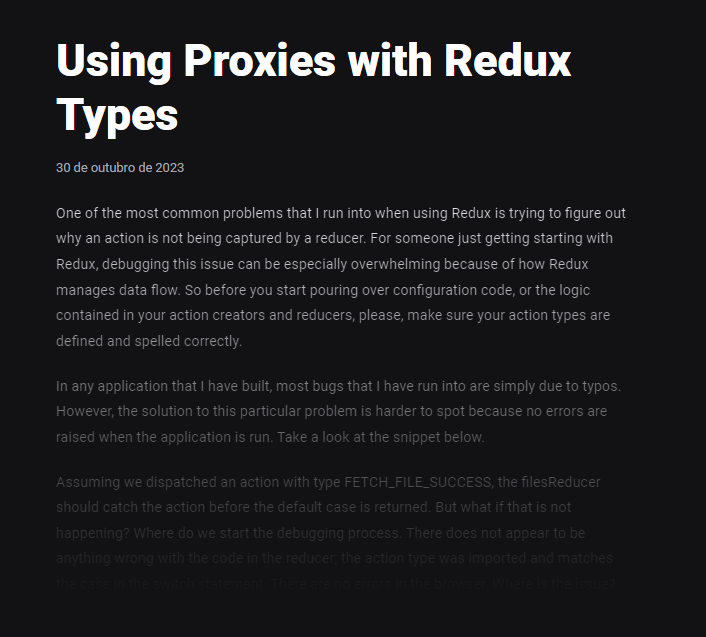 Using Proxies with Redux
Types
30 de outubro de 2023
One of the most common problems that I run into when using Redux is trying to figure out
why an action is not being captured by a reducer. For someone just getting starting with
Redux, debugging this issue can be especially overwhelming because of how Redux
manages data flow. So before you start pouring over configuration code, or the logic
contained in your action creators and reducers, please, make sure your action types are
defined and spelled correctly.
In any application that I have built, most bugs that I have run into are simply due to typos.
However, the solution to this particular problem is harder to spot because no errors are
raised when the application is run. Take a look at the snippet below.
Assuming we dispatched an action with type FETCH_FILE_SUCCESS, the filesReducer
should catch the action before the default case is returned. But what if that is not
happening? Where do we start the debugging process. There does not appear to be
anything wrong with the code in the reducer; the action type was imported and matches
the case in the switch statement. There are no errors in the browser. Where is the issue?